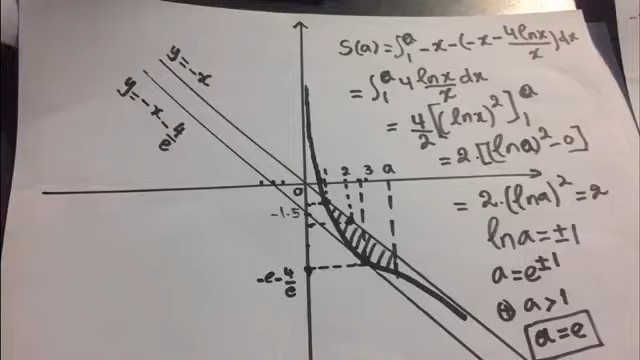 y=-x
y=-x-4/e
S(a)=∫₁ᵃ -x-(-x-4lnx/x)dx
=∫₁ᵃ 4 lnx/x dx
=4/2[(lnx)²]₁ᵃ
=2·[(lna)²-0]
=2·(lna)²=2
lna=±1
a=e^±1
a>1
a=e
1 2 3 a
0
-1.5
-e-4/e